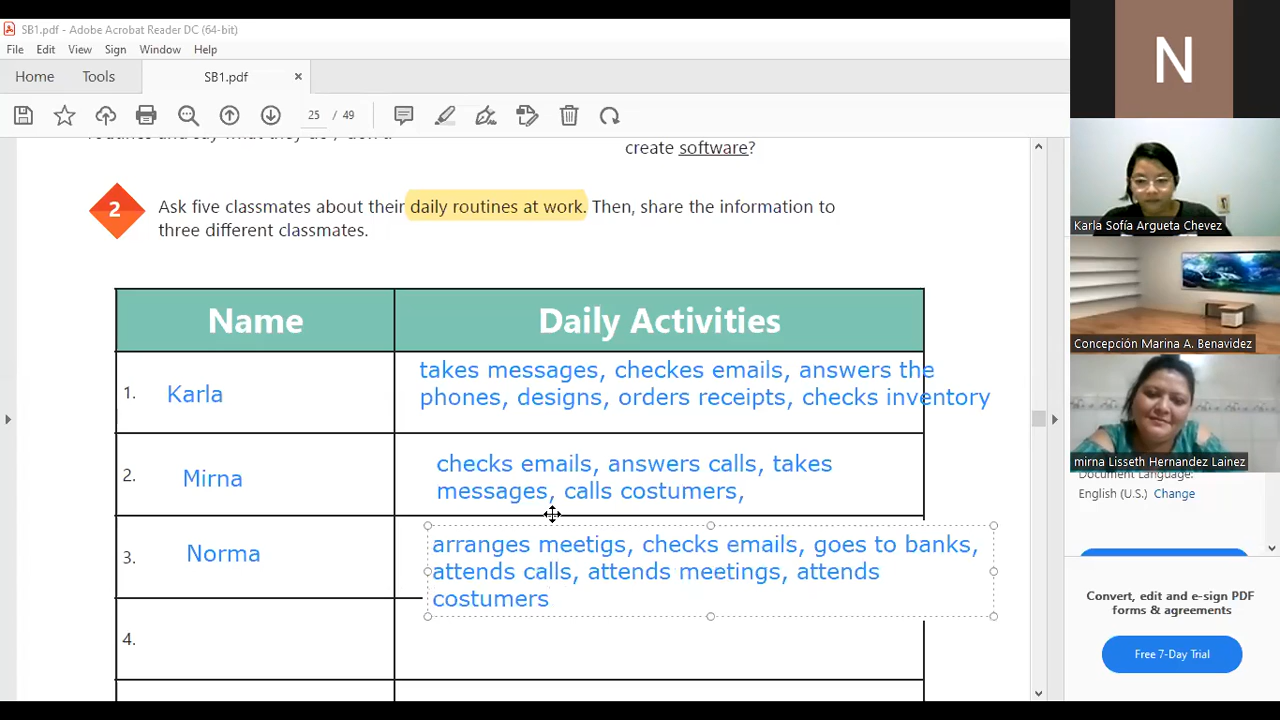 SB1.pdf - Adobe Acrobat Reader DC (64-bit)
File Edit View Sign Window Help
Home Tools SB1.pdf ×
25 / 49
create software?
2
Ask five classmates about their daily routines at work. Then, share the information to
three different classmates.
Name Daily Activities
1. Karla
takes messages, checkes emails, answers the
phones, designs, orders receipts, checks inventory
2. Mirna
checks emails, answers calls, takes
messages, calls costumers,
3. Norma
arranges meetigs, checks emails, goes to banks,
attends calls, attends meetings, attends
costumers
4.
N
Karla Sofía Argueta Chevez
Concepción Marina A. Benavidez
mirna Lisseth Hernandez Lainez
Document Language:
English (U.S.) Change
Convert, edit and e-sign PDF
forms & agreements
Free 7-Day Trial